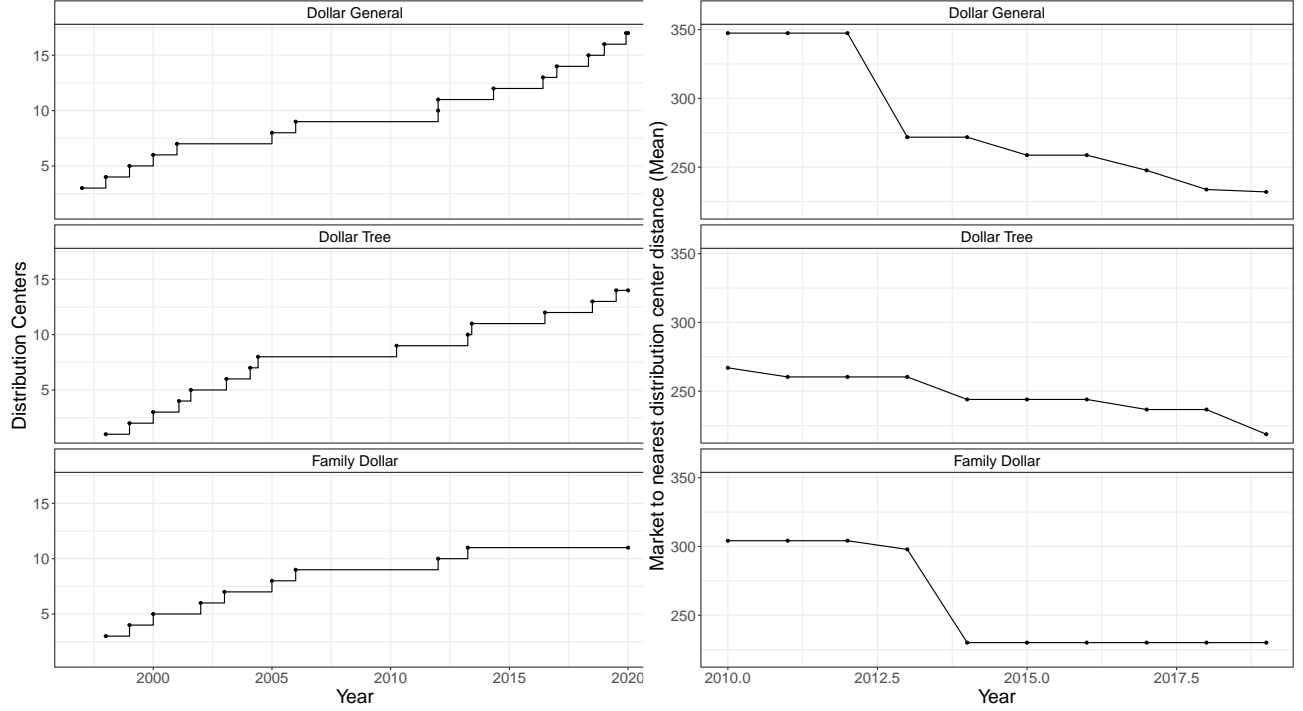 Dollar General
15
10
5
Dollar Tree
15
10
5
Family Dollar
15
10
5
2000
2005
2010
2015
2020
Year
Distribution Centers
Dollar General
350
300
250
Dollar Tree
350
300
250
Family Dollar
350
300
250
2010.0
2012.5
2015.0
2017.5
Year
Market to nearest distribution center distance (Mean)